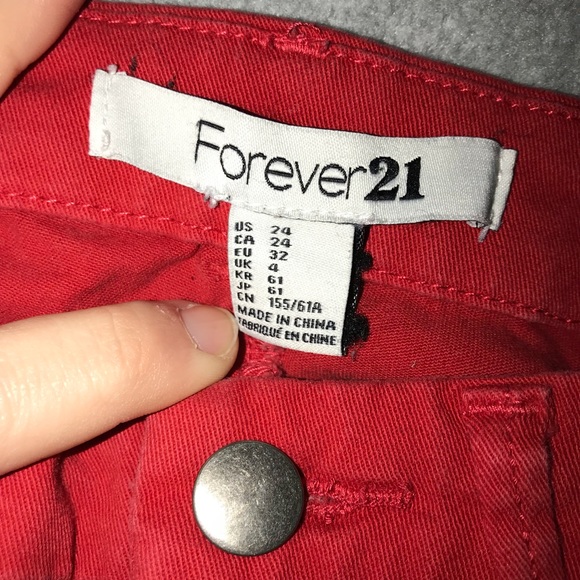 Forever21
US 24
CA 24
EU 32
UK 4
KR 61
JP 61
CN 155/61A
MADE IN CHINA
FABRIQUÉ EN CHINE